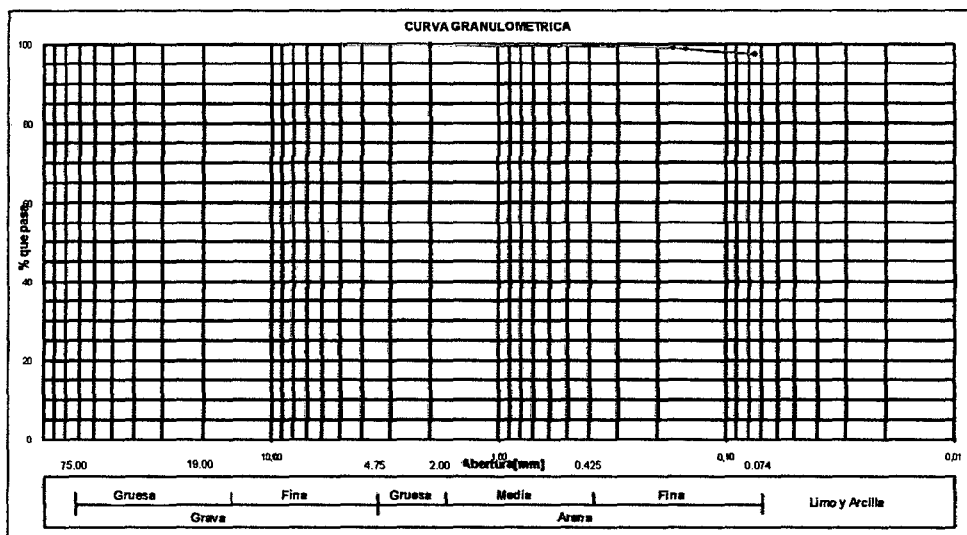 CURVA GRANULOMETRICA
100
80
60
40
20
0
% que pasa
10,00
1,00
0,10
0,01
75.00 19.00 4.75 2.00 Abertura[mm] 0.425 0.074
Gruesa Fina Gruesa Media Fina Limo y Arcilla
Grava Arena